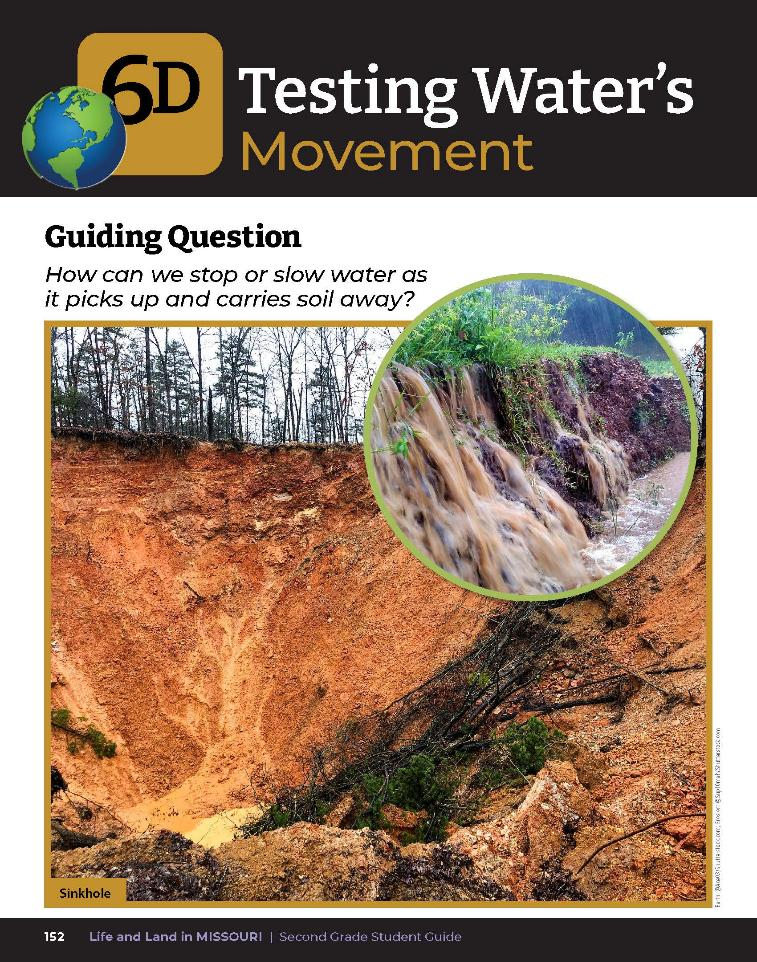 6D
Testing Water's
Movement
Guiding Question
How can we stop or slow water as
it picks up and carries soil away?
Sinkhole
152 Life and Land in MISSOURI | Second Grade Student Guide